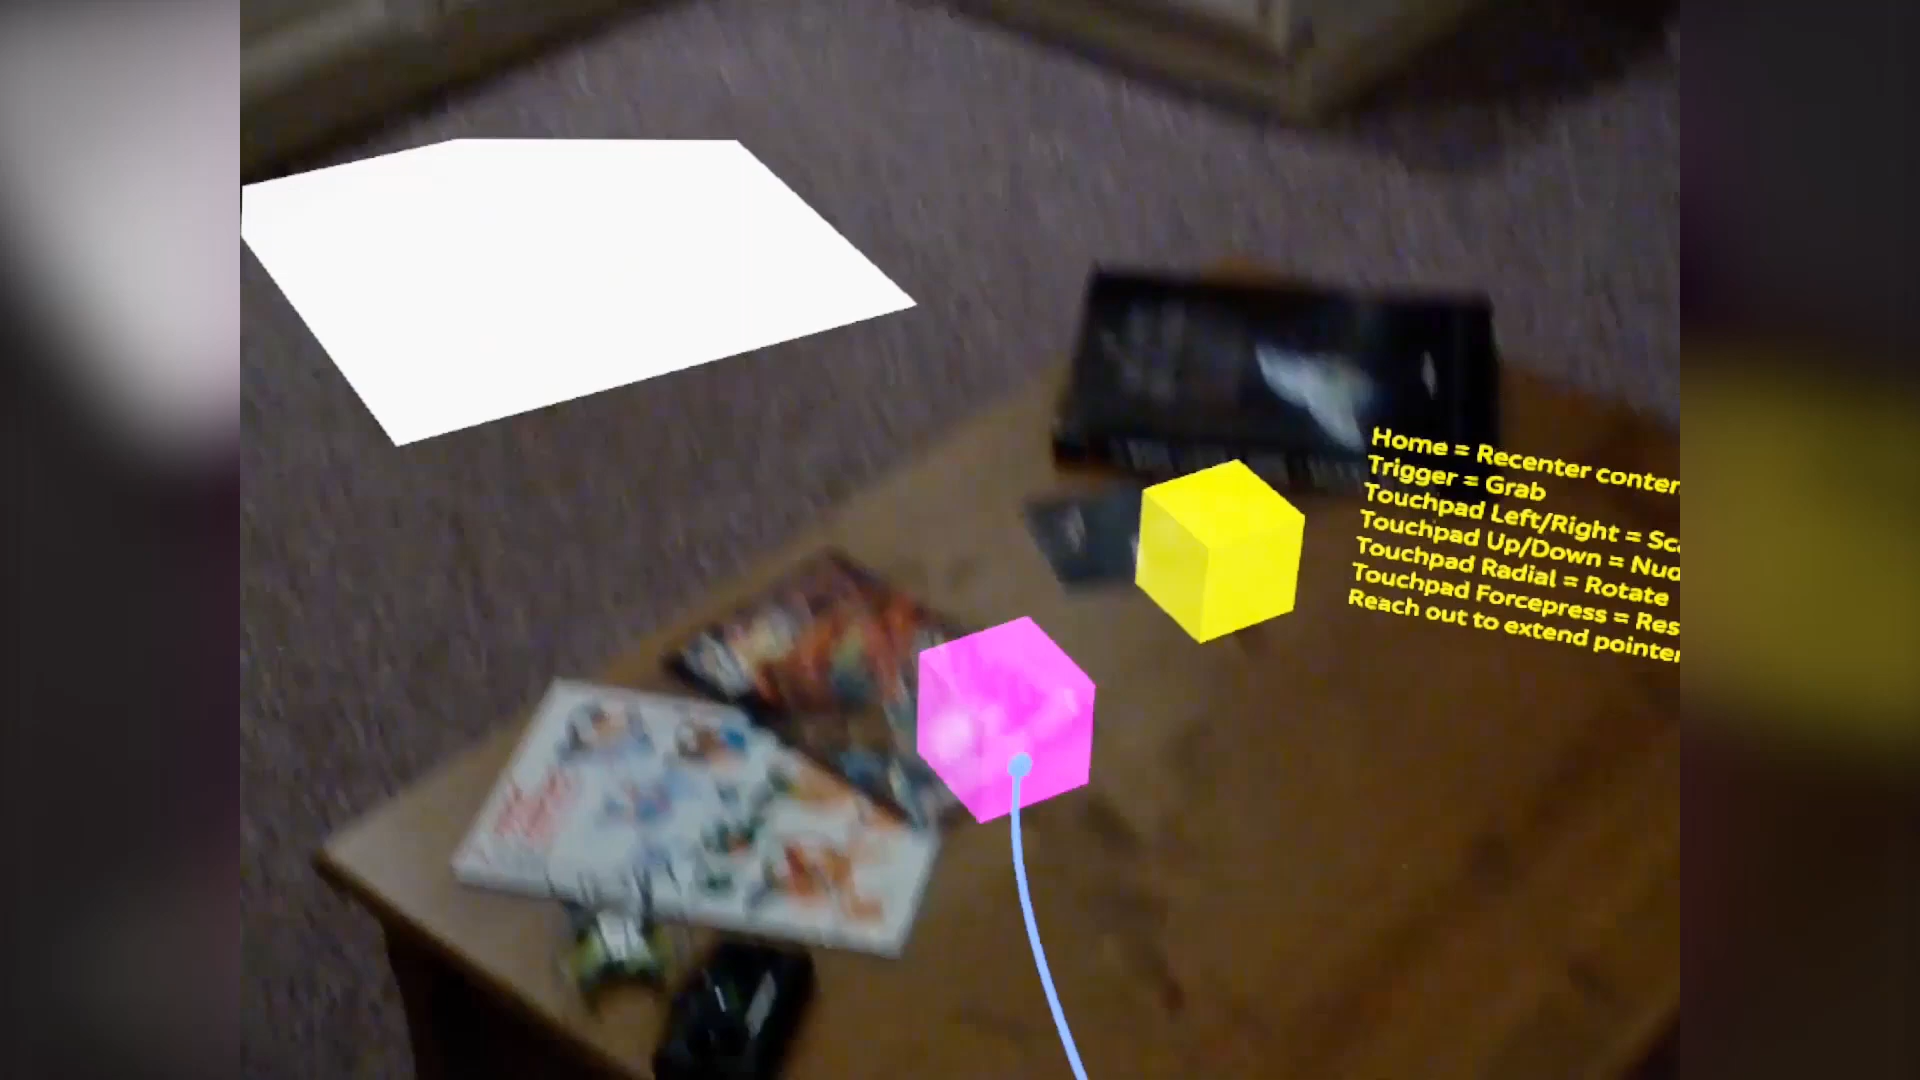 Home = Recenter conten
Trigger = Grab
Touchpad Left/Right = Sca
Touchpad Up/Down = Nud
Touchpad Radial = Rotate
Touchpad Forcepress = Res
Reach out to extend pointer